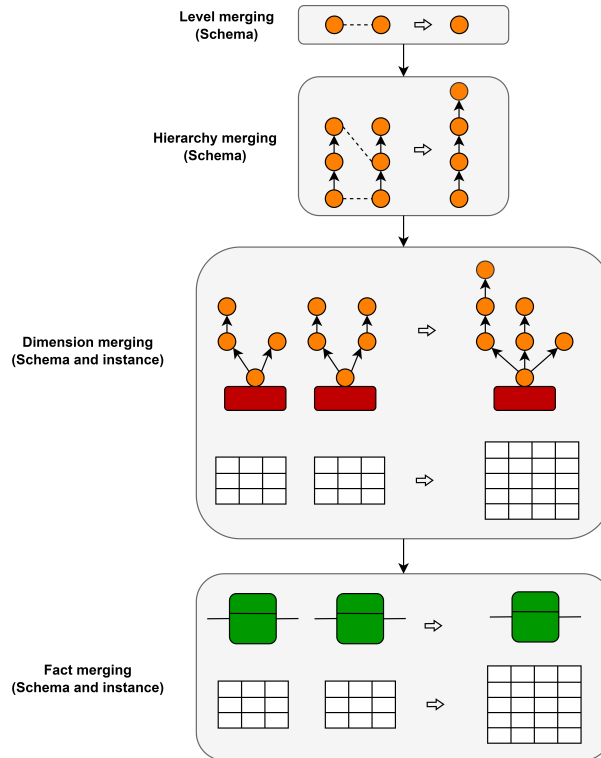 Level merging
(Schema)
Hierarchy merging
(Schema)
Dimension merging
(Schema and instance)
Fact merging
(Schema and instance)